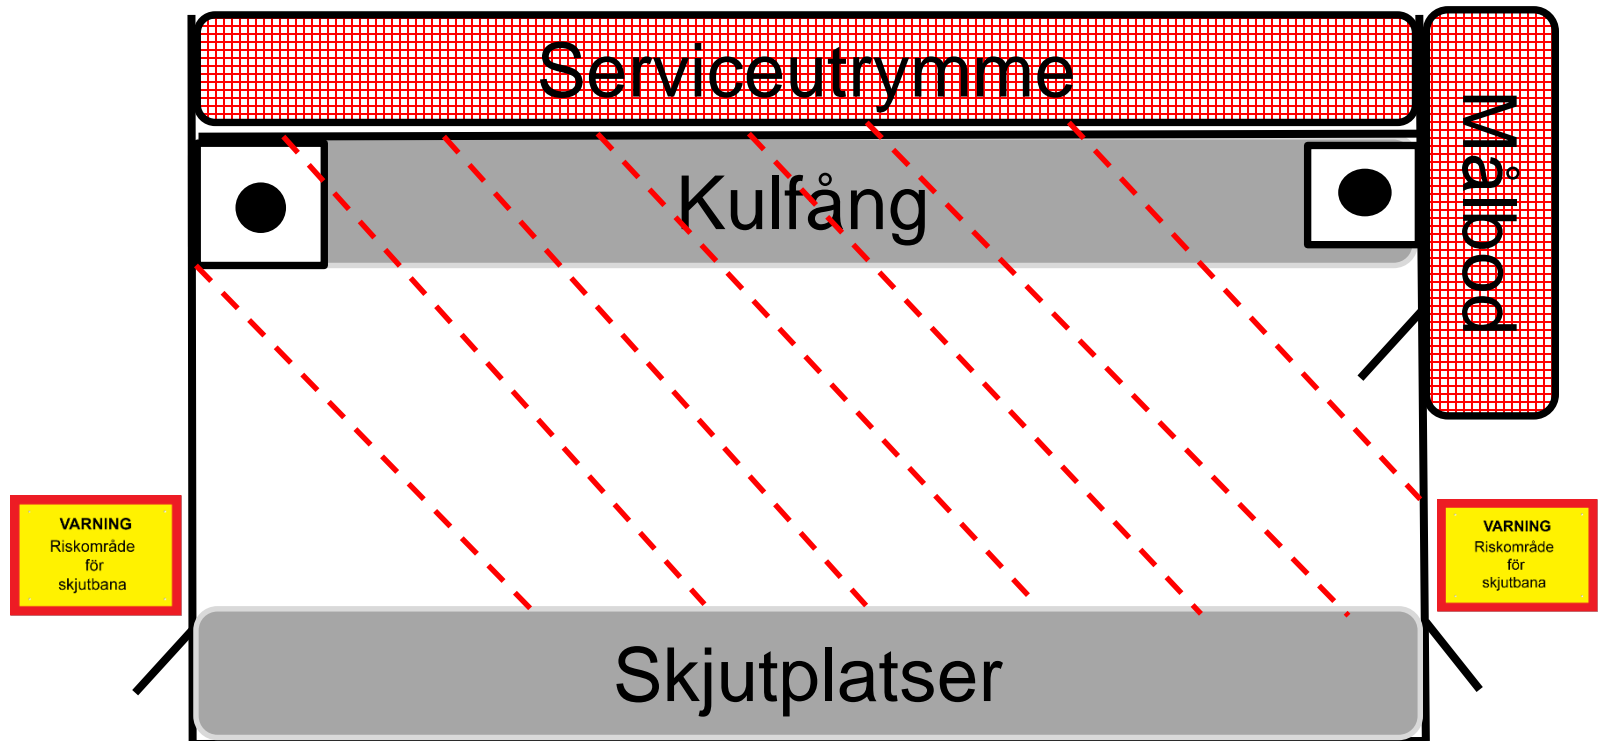 Serviceutrymme
Målbod
Kulfång
VARNING
Riskområde
för
skjutbana
VARNING
Riskområde
för
skjutbana
Skjutplatser